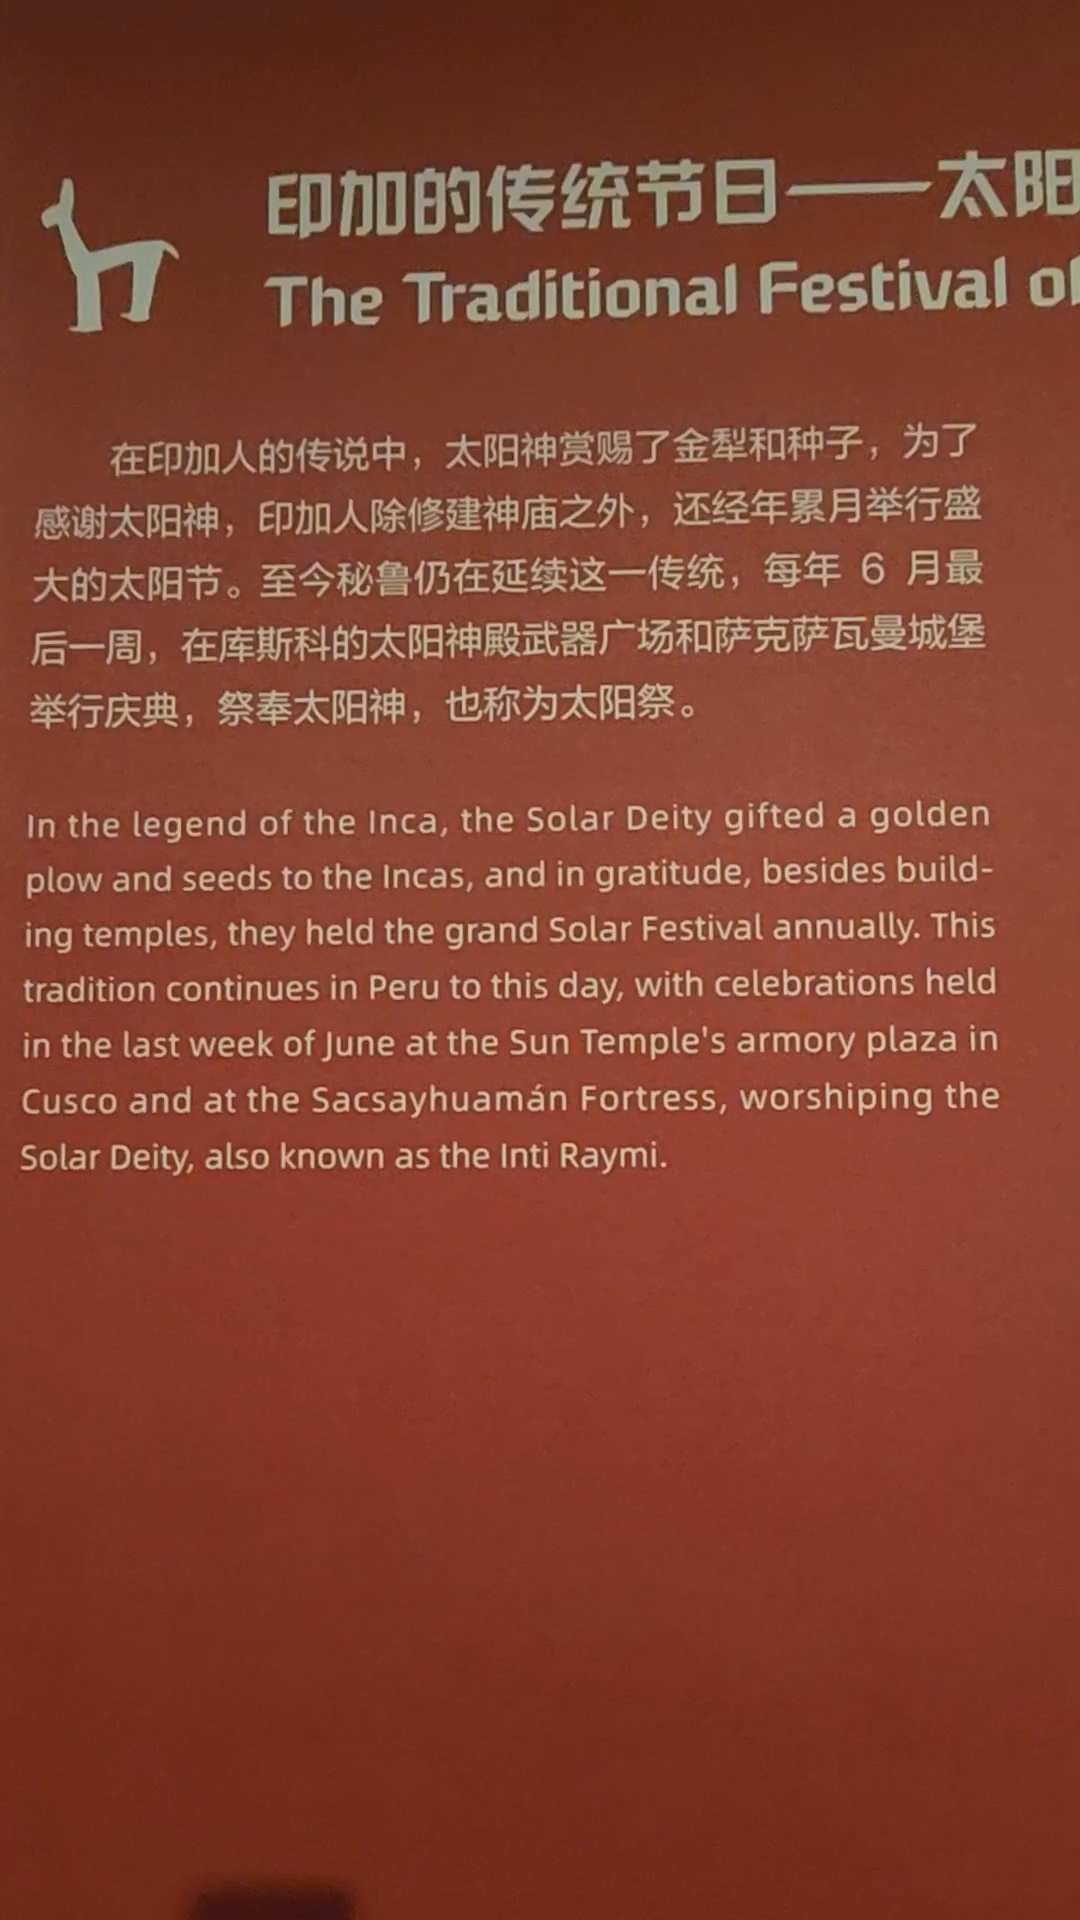 印加的传统节日——太阳
The Traditional Festival of
在印加人的传说中，太阳神赏赐了金犁和种子，为了
感谢太阳神，印加人除修建神庙之外，还经年累月举行盛
大的太阳节。至今秘鲁仍在延续这一传统，每年 6 月最
后一周，在库斯科的太阳神殿武器广场和萨克萨瓦曼城堡
举行庆典，祭奉太阳神，也称为太阳祭。
In the legend of the Inca, the Solar Deity gifted a golden
plow and seeds to the Incas, and in gratitude, besides build-
ing temples, they held the grand Solar Festival annually. This
tradition continues in Peru to this day, with celebrations held
in the last week of June at the Sun Temple's armory plaza in
Cusco and at the Sacsayhuamán Fortress, worshiping the
Solar Deity, also known as the Inti Raymi.